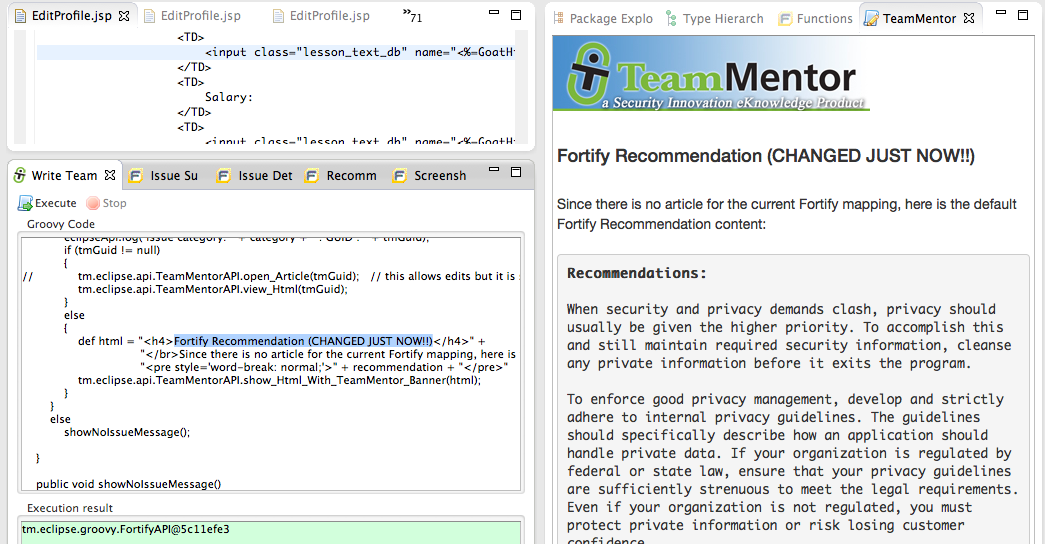 EditProfile.jsp
EditProfile.jsp
EditProfile.jsp
»71
<TD>
<input class="lesson_text_db" name="<%=GoatH
</TD>
<TD>
Salary:
</TD>
<TD>
<input class="lesson_text_db" name="<%=GoatH
Write Team
Issue Su
Issue Det
Recomm
Screensh
Execute
Stop
Groovy Code
eclipseApi.log("Issue category: " + category + " : GUID : " + tmGuid);
if (tmGuid != null)
{
// tm.eclipse.api.TeamMentorAPI.open_Article(tmGuid); // this allows edits but it is
tm.eclipse.api.TeamMentorAPI.view_Html(tmGuid);
}
else
{
def html = "<h4>Fortify Recommendation (CHANGED JUST NOW!!)</h4>" +
"</br>Since there is no article for the current Fortify mapping, here is
"<pre style='word-break: normal;'>" + recommendation + "</pre>"
tm.eclipse.api.TeamMentorAPI.show_Html_With_TeamMentor_Banner(html);
}
}
else
showNoIssueMessage();
}
public void showNoIssueMessage()
Execution result
tm.eclipse.groovy.FortifyAPI@5c11efe3
Package Explo
Type Hierarch
Functions
TeamMentor
TeamMentor
a Security Innovation eKnowledge Product
Fortify Recommendation (CHANGED JUST NOW!!)
Since there is no article for the current Fortify mapping, here is the default
Fortify Recommendation content:
Recommendations:
When security and privacy demands clash, privacy should
usually be given the higher priority. To accomplish this
and still maintain required security information, cleanse
any private information before it exits the program.
To enforce good privacy management, develop and strictly
adhere to internal privacy guidelines. The guidelines
should specifically describe how an application should
handle private data. If your organization is regulated by
federal or state law, ensure that your privacy guidelines
are sufficiently strenuous to meet the legal requirements.
Even if your organization is not regulated, you must
protect private information or risk losing customer
confidence.